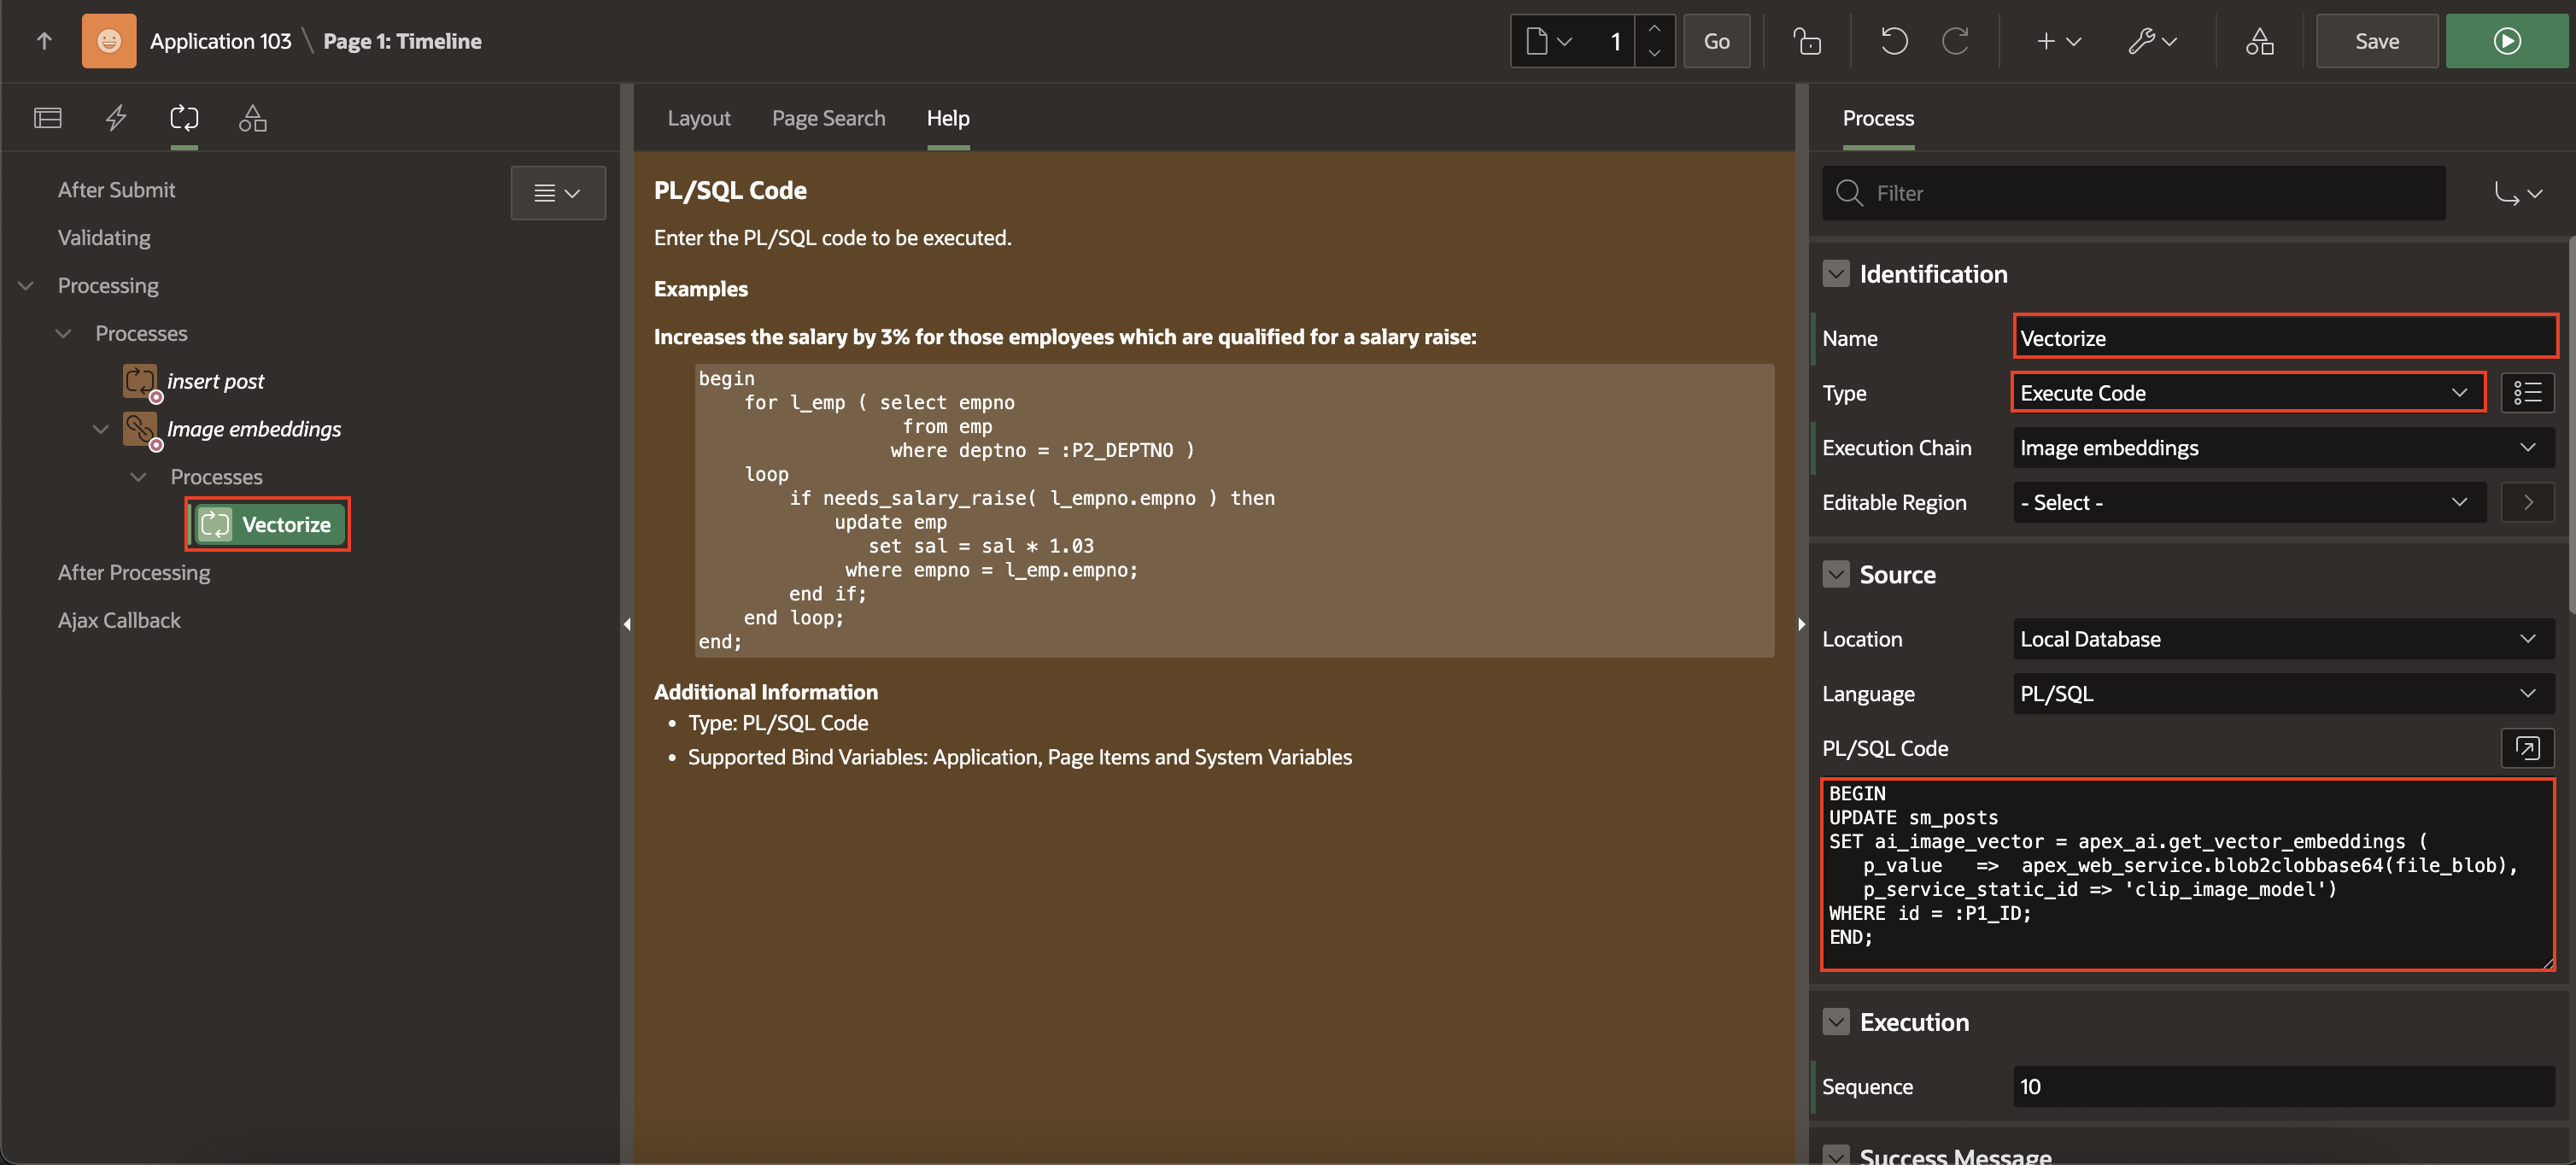 Application 103 \ Page 1: Timeline
1
Go
Save
After Submit
Validating
Processing
Processes
insert post
Image embeddings
Processes
Vectorize
After Processing
Ajax Callback
Layout
Page Search
Help
PL/SQL Code
Enter the PL/SQL code to be executed.
Examples
Increases the salary by 3% for those employees which are qualified for a salary raise:
begin
    for l_emp ( select empno
                  from emp
                 where deptno = :P2_DEPTNO )
    loop
        if needs_salary_raise( l_empno.empno ) then
            update emp
               set sal = sal * 1.03
             where empno = l_emp.empno;
        end if;
    end loop;
end;
Additional Information
• Type: PL/SQL Code
• Supported Bind Variables: Application, Page Items and System Variables
Process
Filter
Identification
Name
Vectorize
Type
Execute Code
Execution Chain
Image embeddings
Editable Region
- Select -
Source
Location
Local Database
Language
PL/SQL
PL/SQL Code
BEGIN
UPDATE sm_posts
SET ai_image_vector = apex_ai.get_vector_embeddings (
   p_value   =>  apex_web_service.blob2clobbase64(file_blob),
   p_service_static_id => 'clip_image_model')
WHERE id = :P1_ID;
END;
Execution
Sequence
10
Success Message